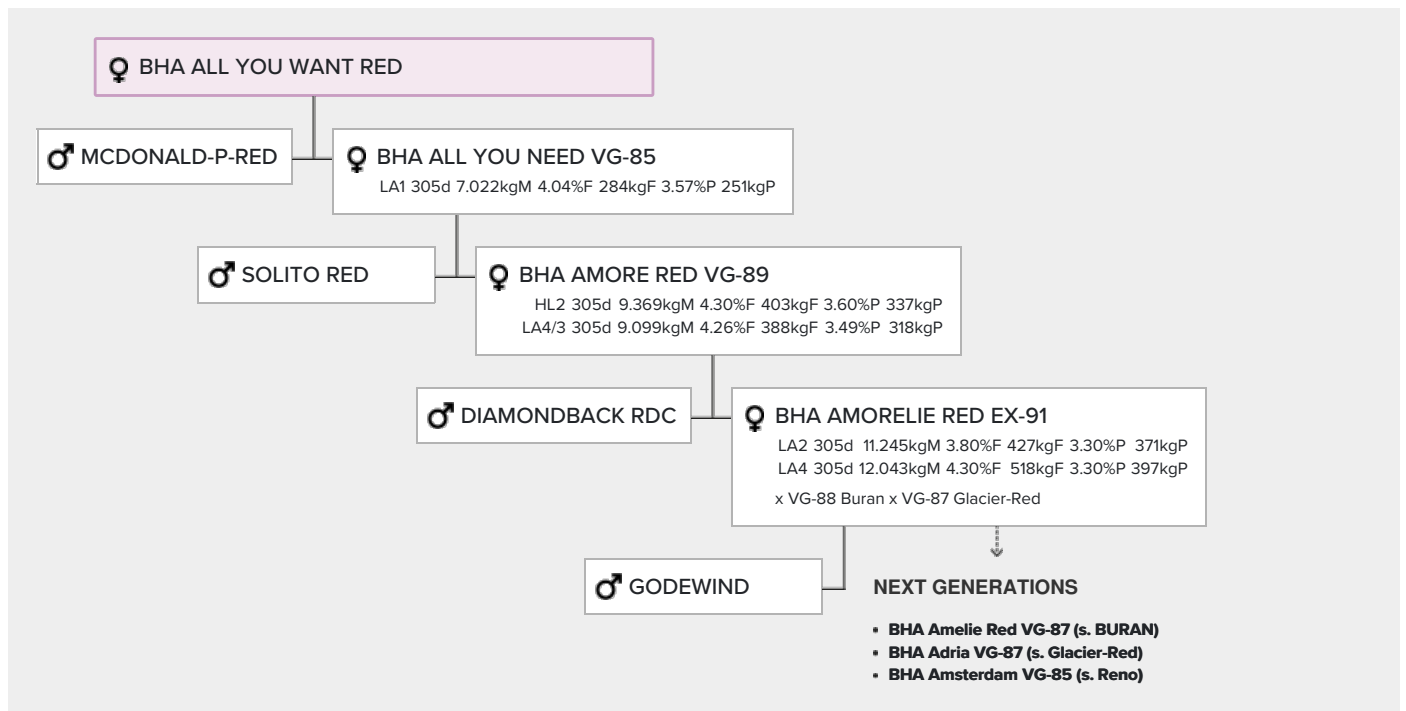 BHA ALL YOU WANT RED
MCDONALD-P-RED
BHA ALL YOU NEED VG-85
LA1 305d 7.022kgM 4.04%F 284kgF 3.57%P 251kgP
SOLITO RED
BHA AMORE RED VG-89
HL2 305d 9.369kgM 4.30%F 403kgF 3.60%P 337kgP
LA4/3 305d 9.099kgM 4.26%F 388kgF 3.49%P 318kgP
DIAMONDBACK RDC
BHA AMORELIE RED EX-91
LA2 305d 11.245kgM 3.80%F 427kgF 3.30%P 371kgP
LA4 305d 12.043kgM 4.30%F 518kgF 3.30%P 397kgP
x VG-88 Buran x VG-87 Glacier-Red
GODEWIND
NEXT GENERATIONS
• BHA Amelie Red VG-87 (s. BURAN)
• BHA Adria VG-87 (s. Glacier-Red)
• BHA Amsterdam VG-85 (s. Reno)